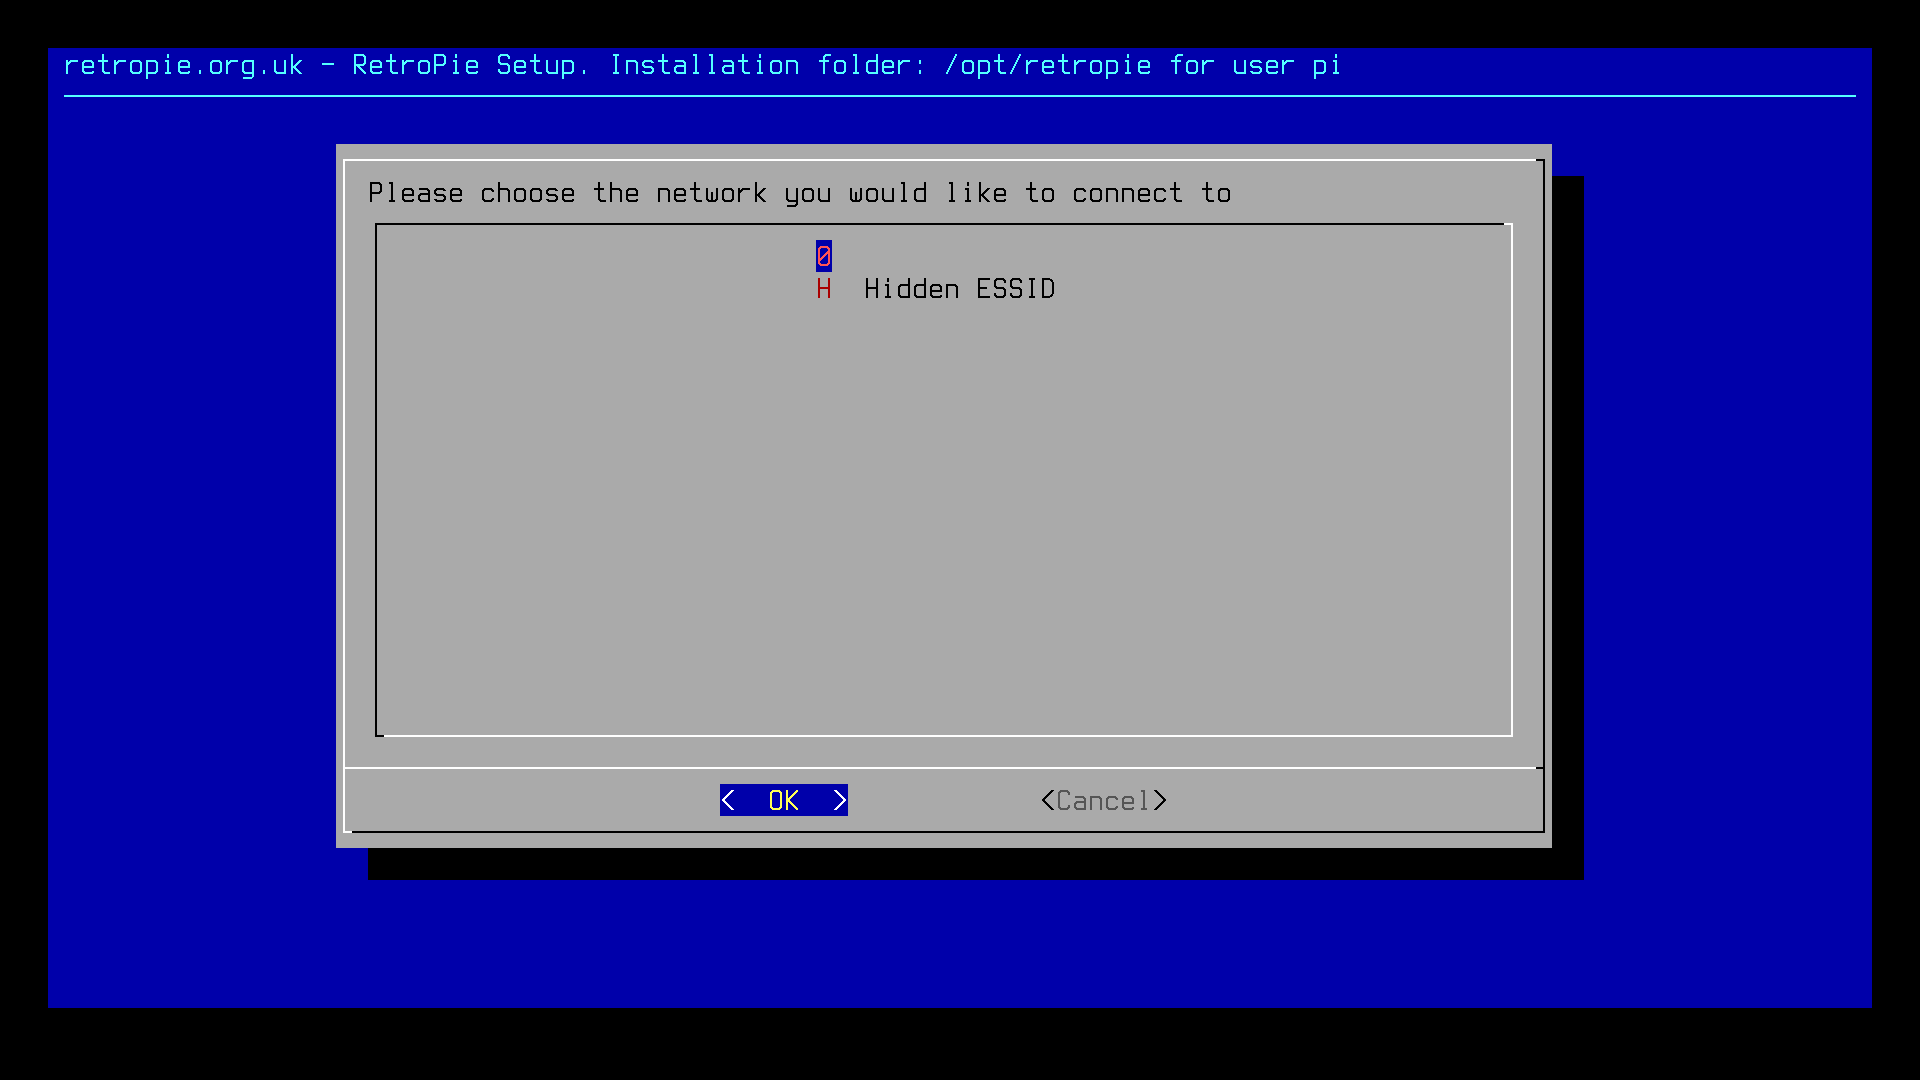 retropie.org.uk - RetroPie Setup. Installation folder: /opt/retropie for user pi
Please choose the network you would like to connect to
0
H  Hidden ESSID
<  OK  >
<Cancel>